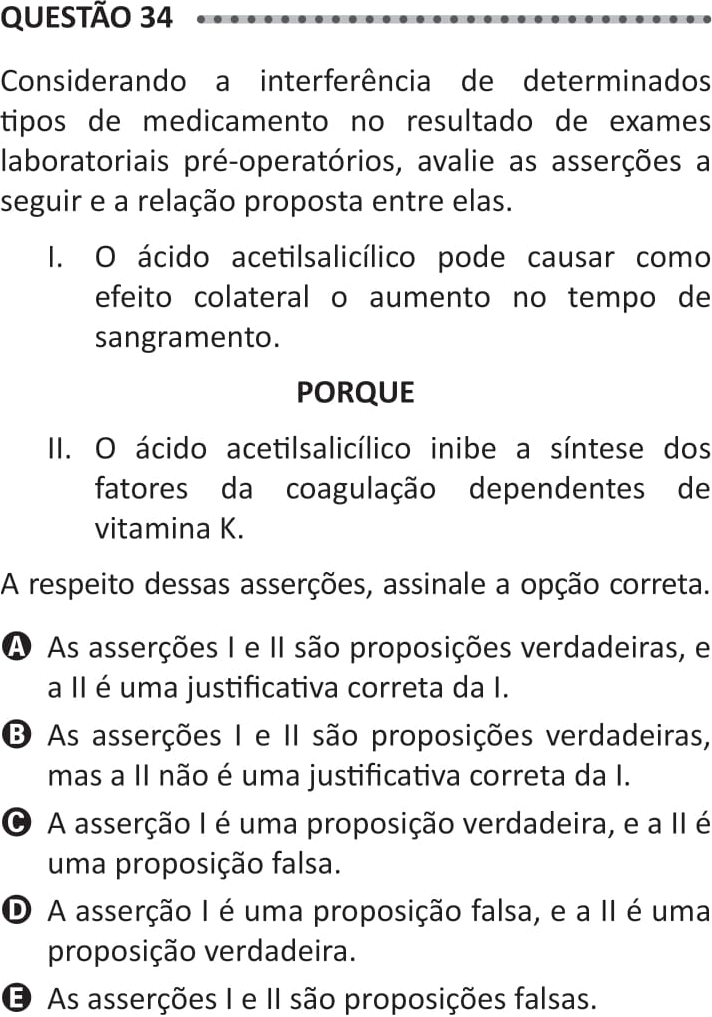 QUESTÃO 34
Considerando a interferência de determinados
tipos de medicamento no resultado de exames
laboratoriais pré-operatórios, avalie as asserções a
seguir e a relação proposta entre elas.
I. O ácido acetilsalicílico pode causar como
efeito colateral o aumento no tempo de
sangramento.
PORQUE
II. O ácido acetilsalicílico inibe a síntese dos
fatores da coagulação dependentes de
vitamina K.
A respeito dessas asserções, assinale a opção correta.
A As asserções I e II são proposições verdadeiras, e
a II é uma justificativa correta da I.
B As asserções I e II são proposições verdadeiras,
mas a II não é uma justificativa correta da I.
C A asserção I é uma proposição verdadeira, e a II é
uma proposição falsa.
D A asserção I é uma proposição falsa, e a II é uma
proposição verdadeira.
E As asserções I e II são proposições falsas.